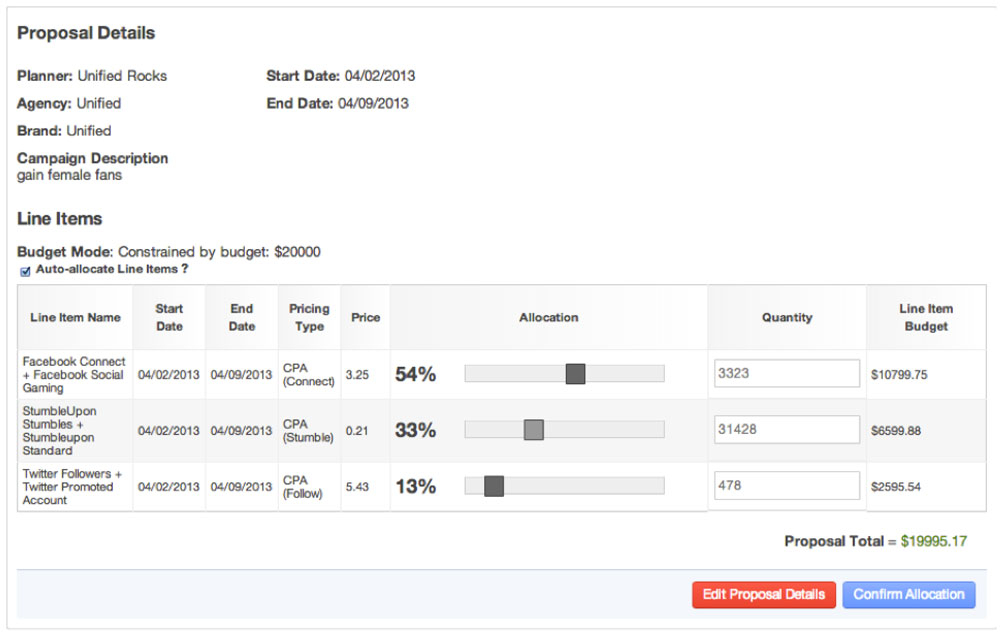 Proposal Details
Planner: Unified Rocks Start Date: 04/02/2013
Agency: Unified End Date: 04/09/2013
Brand: Unified
Campaign Description
gain female fans
Line Items
Budget Mode: Constrained by budget: $20000
Auto-allocate Line Items ?
Line Item Name Start Date End Date Pricing Type Price Allocation Quantity Line Item Budget
Facebook Connect + Facebook Social Gaming 04/02/2013 04/09/2013 CPA (Connect) 3.25 54% 3323 $10799.75
StumbleUpon Stumbles + Stumbleupon Standard 04/02/2013 04/09/2013 CPA (Stumble) 0.21 33% 31428 $6599.88
Twitter Followers + Twitter Promoted Account 04/02/2013 04/09/2013 CPA (Follow) 5.43 13% 478 $2595.54
Proposal Total = $19995.17
Edit Proposal Details Confirm Allocation